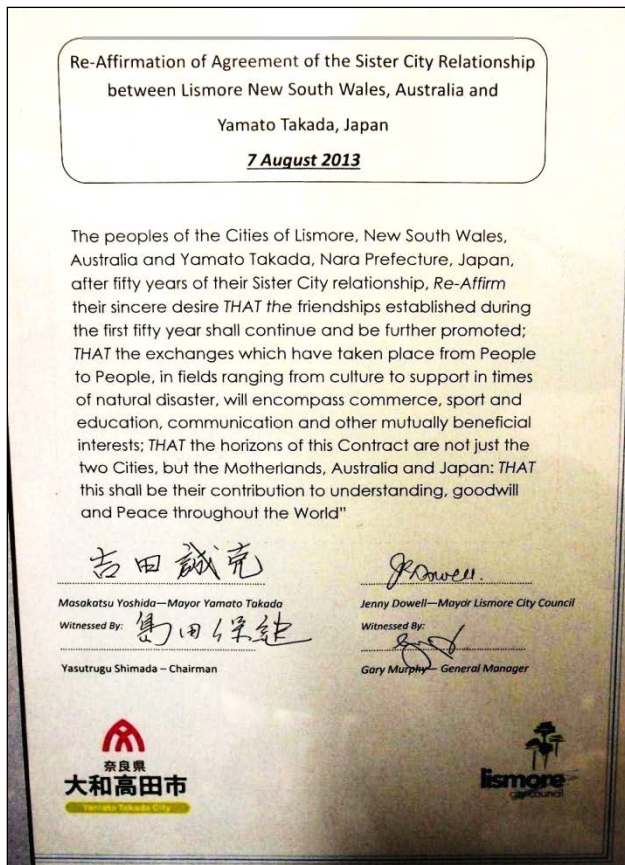 Re-Affirmation of Agreement of the Sister City Relationship
between Lismore New South Wales, Australia and
Yamato Takada, Japan
7 August 2013
The peoples of the Cities of Lismore, New South Wales,
Australia and Yamato Takada, Nara Prefecture, Japan,
after fifty years of their Sister City relationship, Re-Affirm
their sincere desire THAT the friendships established during
the first fifty year shall continue and be further promoted;
THAT the exchanges which have taken place from People
to People, in fields ranging from culture to support in times
of natural disaster, will encompass commerce, sport and
education, communication and other mutually beneficial
interests; THAT the horizons of this Contract are not just the
two Cities, but the Motherlands, Australia and Japan: THAT
this shall be their contribution to understanding, goodwill
and Peace throughout the World"
吉田誠克
Masakatsu Yoshida—Mayor Yamato Takada
Witnessed By: 島田保継
Yasutrugu Shimada – Chairman
JRDowell.
Jenny Dowell—Mayor Lismore City Council
Witnessed By:
Gary Murphy— General Manager
奈良県
大和高田市
Yamato Takada City
lismore
city council